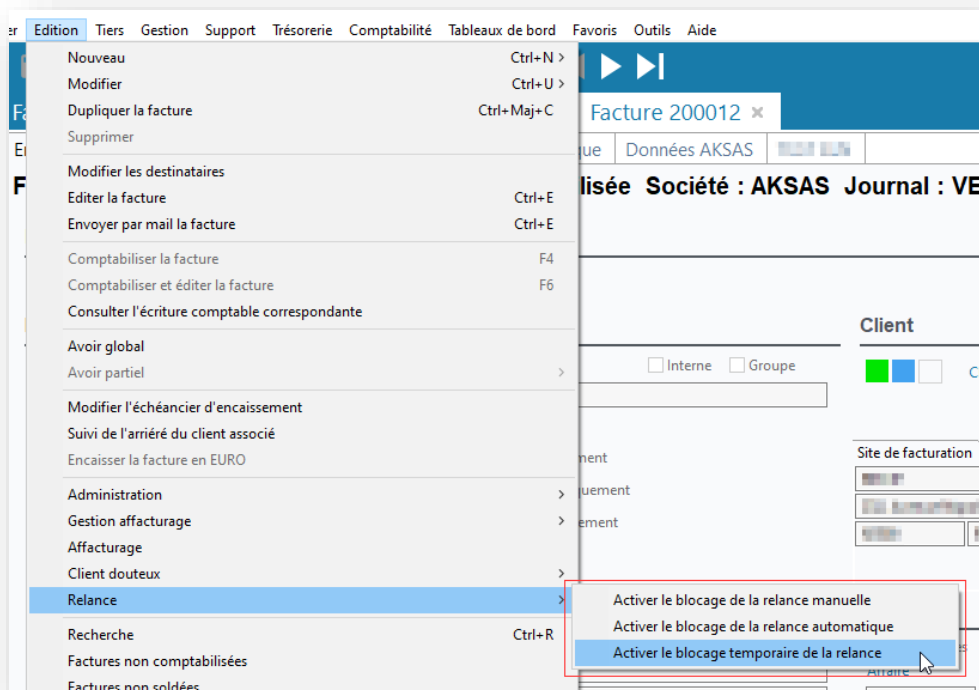 er Edition Tiers Gestion Support Trésorerie Comptabilité Tableaux de bord Favoris Outils Aide
Nouveau Ctrl+N >
Modifier Ctrl+U >
Dupliquer la facture Ctrl+Maj+C
Facture 200012 ×
Supprimer
que Données AKSAS
Modifier les destinataires
lisée Société : AKSAS Journal : VE
Editer la facture Ctrl+E
Envoyer par mail la facture Ctrl+E
Comptabiliser la facture F4
Comptabiliser et éditer la facture F6
Consulter l'écriture comptable correspondante
Client
Avoir global
Avoir partiel >
Interne Groupe
Modifier l'échéancier d'encaissement
Suivi de l'arriéré du client associé
Encaisser la facture en EURO
ment
Site de facturation
Administration >
quement
Gestion affacturage >
ement
Affacturage
Client douteux >
Relance >
Activer le blocage de la relance manuelle
Activer le blocage de la relance automatique
Activer le blocage temporaire de la relance
Recherche Ctrl+R
Factures non comptabilisées
Affaire
Factures non soldées